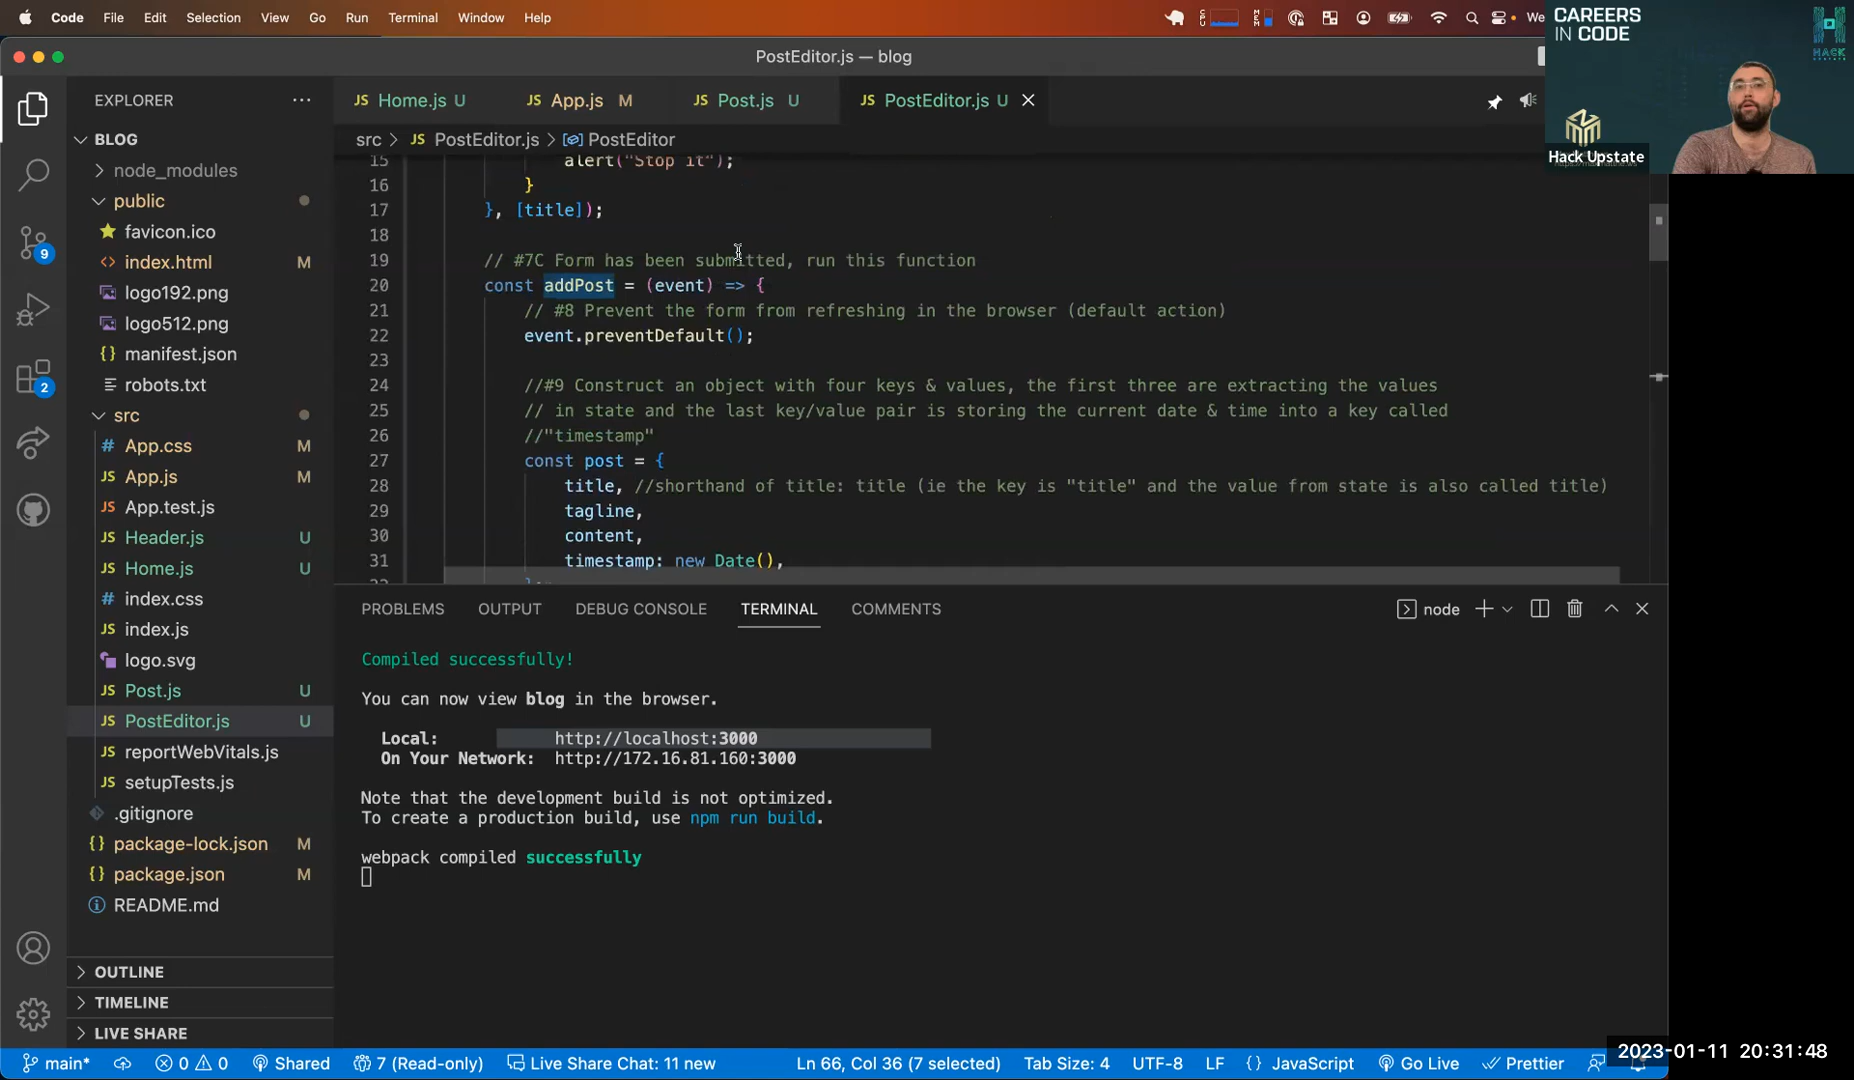 Code File Edit Selection View Go Run Terminal Window Help
CPU MEM We
CAREERS
IN CODE
HACK
UPSTATE
Hack Upstate
PostEditor.js — blog
EXPLORER
BLOG
node_modules
public
favicon.ico
index.html M
logo192.png
logo512.png
manifest.json
robots.txt
src
App.css M
App.js M
App.test.js
Header.js U
Home.js U
index.css
index.js
logo.svg
Post.js U
PostEditor.js U
reportWebVitals.js
setupTests.js
.gitignore
package-lock.json M
package.json M
README.md
OUTLINE
TIMELINE
LIVE SHARE
9
2
JS Home.js U JS App.js M JS Post.js U JS PostEditor.js U
src > JS PostEditor.js > PostEditor
15 alert("Stop it");
16 }
17 }, [title]);
18
19 // #7C Form has been submitted, run this function
20 const addPost = (event) => {
21 // #8 Prevent the form from refreshing in the browser (default action)
22 event.preventDefault();
23
24 //#9 Construct an object with four keys & values, the first three are extracting the values
25 // in state and the last key/value pair is storing the current date & time into a key called
26 //"timestamp"
27 const post = {
28 title, //shorthand of title: title (ie the key is "title" and the value from state is also called title)
29 tagline,
30 content,
31 timestamp: new Date(),
PROBLEMS OUTPUT DEBUG CONSOLE TERMINAL COMMENTS node
Compiled successfully!
You can now view blog in the browser.
Local: http://localhost:3000
On Your Network: http://172.16.81.160:3000
Note that the development build is not optimized.
To create a production build, use npm run build.
webpack compiled successfully
main* 0 0 Shared 7 (Read-only) Live Share Chat: 11 new Ln 66, Col 36 (7 selected) Tab Size: 4 UTF-8 LF {} JavaScript Go Live Prettier
2023-01-11 20:31:48